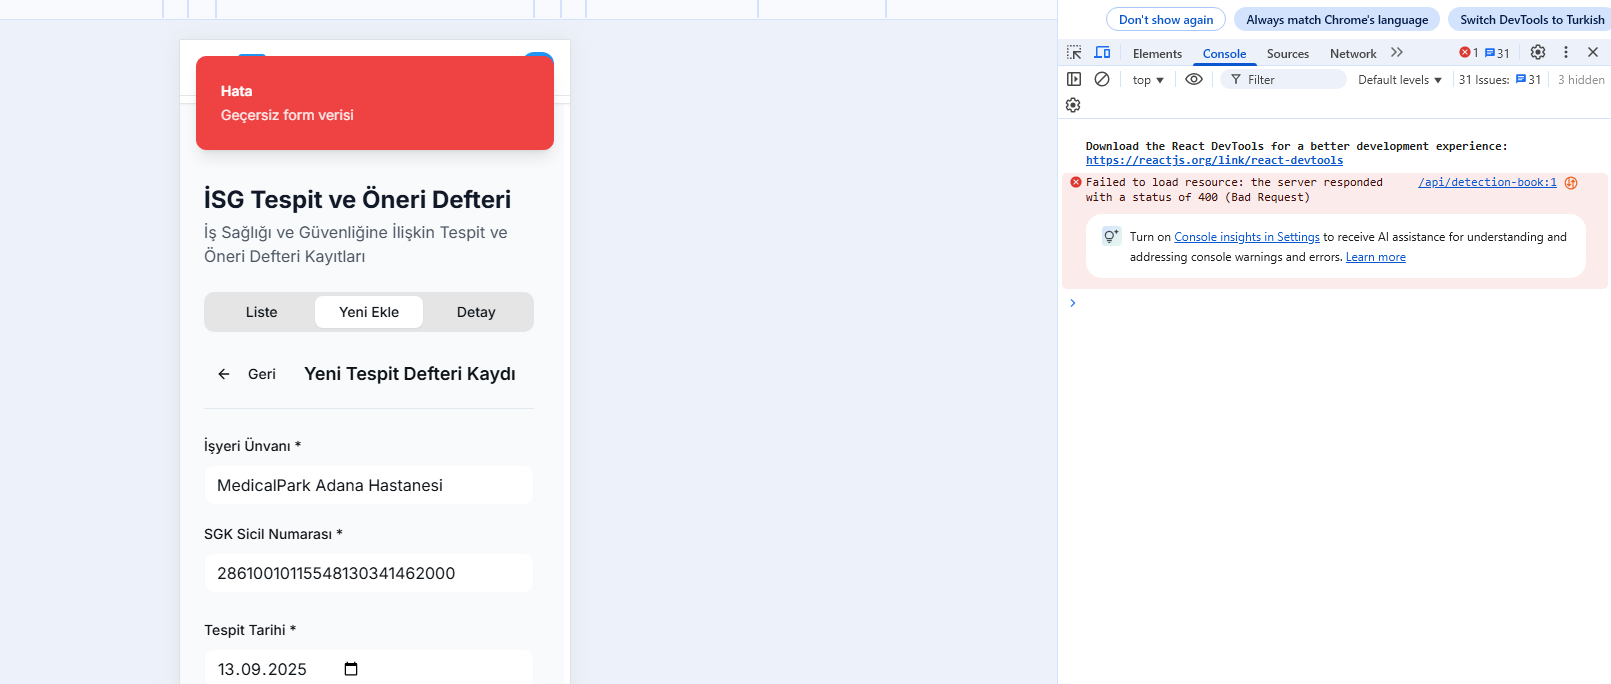 Hata
Geçersiz form verisi
İSG Tespit ve Öneri Defteri
İş Sağlığı ve Güvenliğine İlişkin Tespit ve
Öneri Defteri Kayıtları
Liste Yeni Ekle Detay
Geri Yeni Tespit Defteri Kaydı
İşyeri Ünvanı *
MedicalPark Adana Hastanesi
SGK Sicil Numarası *
28610010115548130341462000
Tespit Tarihi *
13.09.2025
Don't show again Always match Chrome's language Switch DevTools to Turkish
Elements Console Sources Network 1 31
top Filter Default levels 31 Issues: 31 3 hidden
Download the React DevTools for a better development experience:
https://reactjs.org/link/react-devtools
Failed to load resource: the server responded /api/detection-book:1
with a status of 400 (Bad Request)
Turn on Console insights in Settings to receive AI assistance for understanding and
addressing console warnings and errors. Learn more